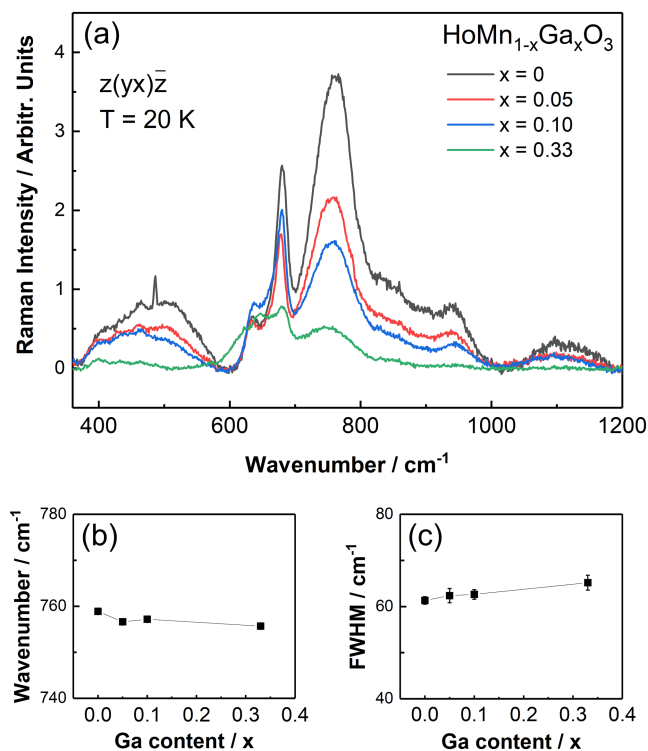 (a)
HoMn₁₋ₓGaₓO₃
z(yx)z̄
T = 20 K
x = 0
x = 0.05
x = 0.10
x = 0.33
Raman Intensity / Arbitr. Units
4
3
2
1
0
400 600 800 1000 1200
Wavenumber / cm⁻¹
(b)
Wavenumber / cm⁻¹
780
760
740
0.0 0.1 0.2 0.3 0.4
Ga content / x
(c)
FWHM / cm⁻¹
80
60
40
0.0 0.1 0.2 0.3 0.4
Ga content / x